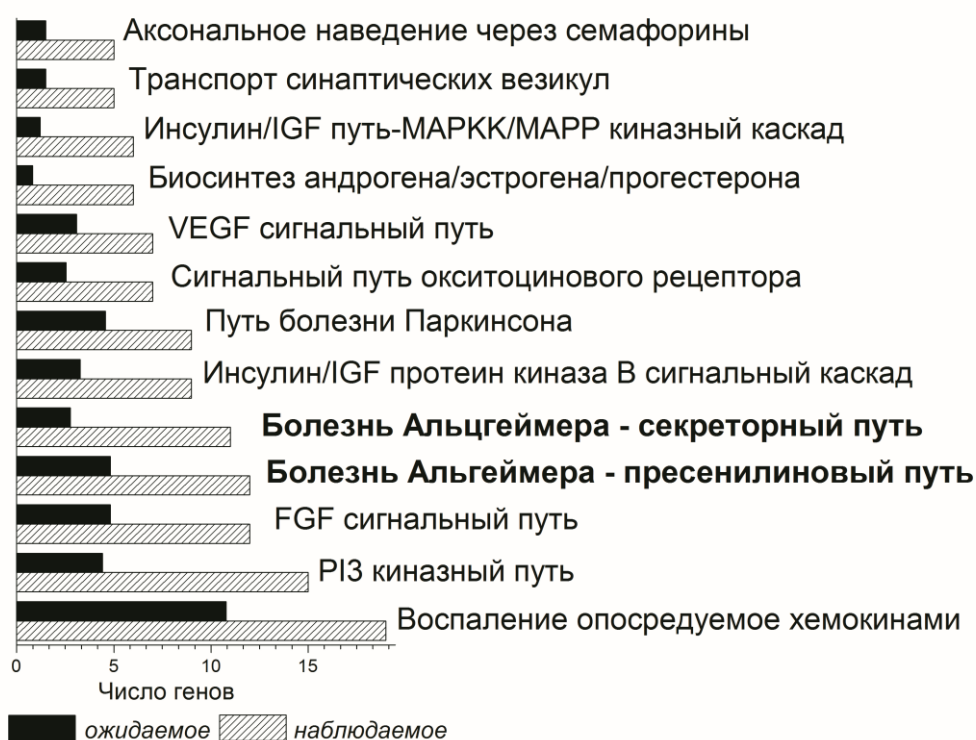 Аксональное наведение через семафорины
Транспорт синаптических везикул
Инсулин/IGF путь-MAPKK/MAPP киназный каскад
Биосинтез андрогена/эстрогена/прогестерона
VEGF сигнальный путь
Сигнальный путь окситоцинового рецептора
Путь болезни Паркинсона
Инсулин/IGF протеин киназа B сигнальный каскад
Болезнь Альцгеймера - секреторный путь
Болезнь Альгеймера - пресенилиновый путь
FGF сигнальный путь
PI3 киназный путь
Воспаление опосредуемое хемокинами
0 5 10 15
Число генов
ожидаемое наблюдаемое